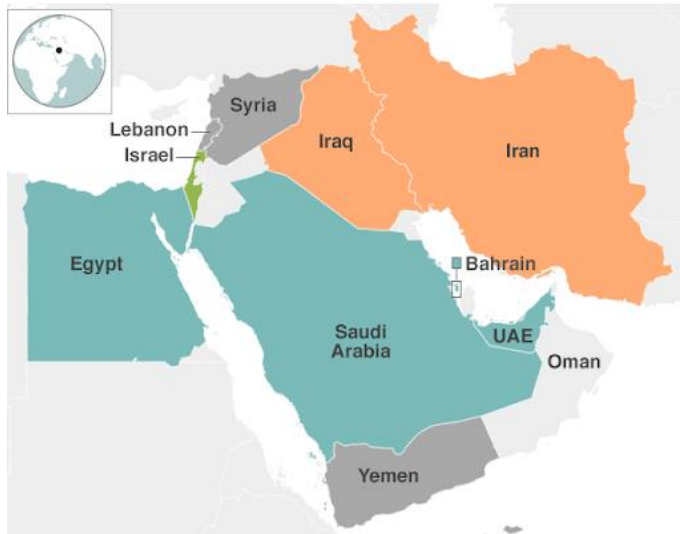 Syria
Lebanon
Israel
Iraq
Iran
Egypt
Bahrain
Saudi
Arabia
UAE
Oman
Yemen